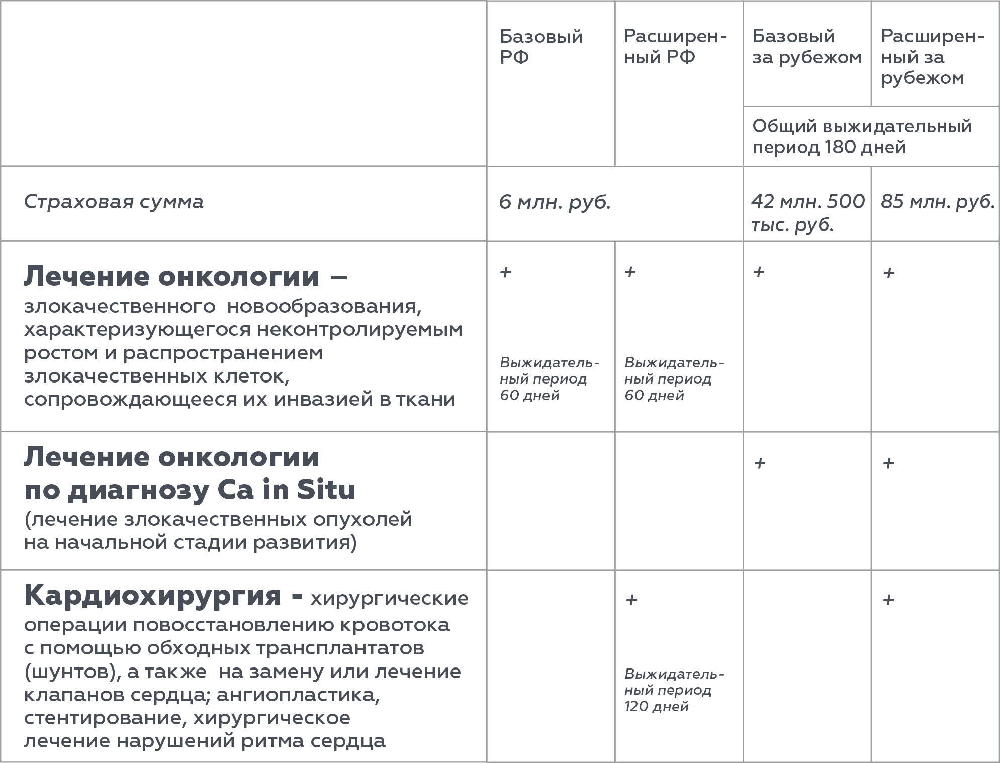 Базовый
РФ
Расширен-
ный РФ
Базовый
за рубежом
Расширен-
ный за
рубежом
Общий выжидательный
период 180 дней
Страховая сумма
6 млн. руб.
42 млн. 500
тыс. руб.
85 млн. руб.
Лечение онкологии –
злокачественного новообразования,
характеризующегося неконтролируемым
ростом и распространением
злокачественных клеток,
сопровождающееся их инвазией в ткани
+
Выжидатель-
ный период
60 дней
+
Выжидатель-
ный период
60 дней
+
+
Лечение онкологии
по диагнозу Ca in Situ
(лечение злокачественных опухолей
на начальной стадии развития)
+
+
Кардиохирургия - хирургические
операции повосстановлению кровотока
с помощью обходных трансплантатов
(шунтов), а также на замену или лечение
клапанов сердца; ангиопластика,
стентирование, хирургическое
лечение нарушений ритма сердца
+
Выжидатель-
ный период
120 дней
+